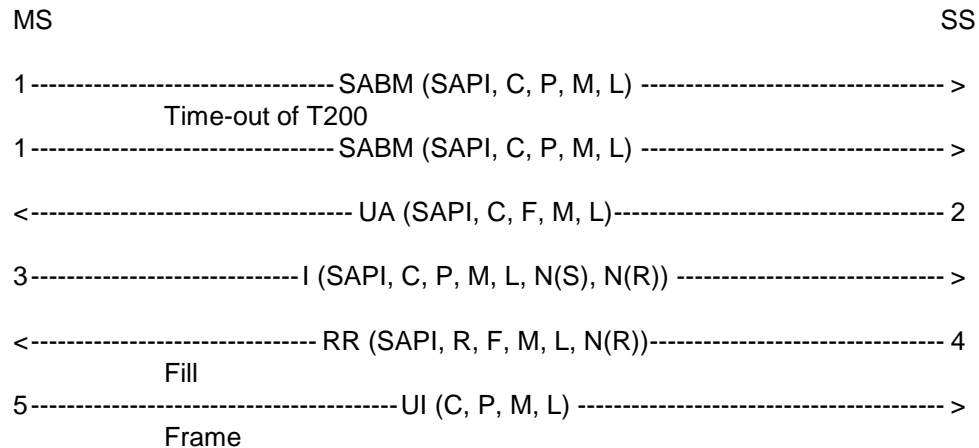 MS SS
1 ---------------------------------- SABM (SAPI, C, P, M, L) ---------------------------------- >
Time-out of T200
1 ---------------------------------- SABM (SAPI, C, P, M, L) ---------------------------------- >
< ------------------------------------ UA (SAPI, C, F, M, L)------------------------------------- 2
3 ------------------------------ I (SAPI, C, P, M, L, N(S), N(R)) ------------------------------ >
< -------------------------------- RR (SAPI, R, F, M, L, N(R))--------------------------------- 4
Fill
5 -----------------------------------------UI (C, P, M, L) ----------------------------------------- >
Frame